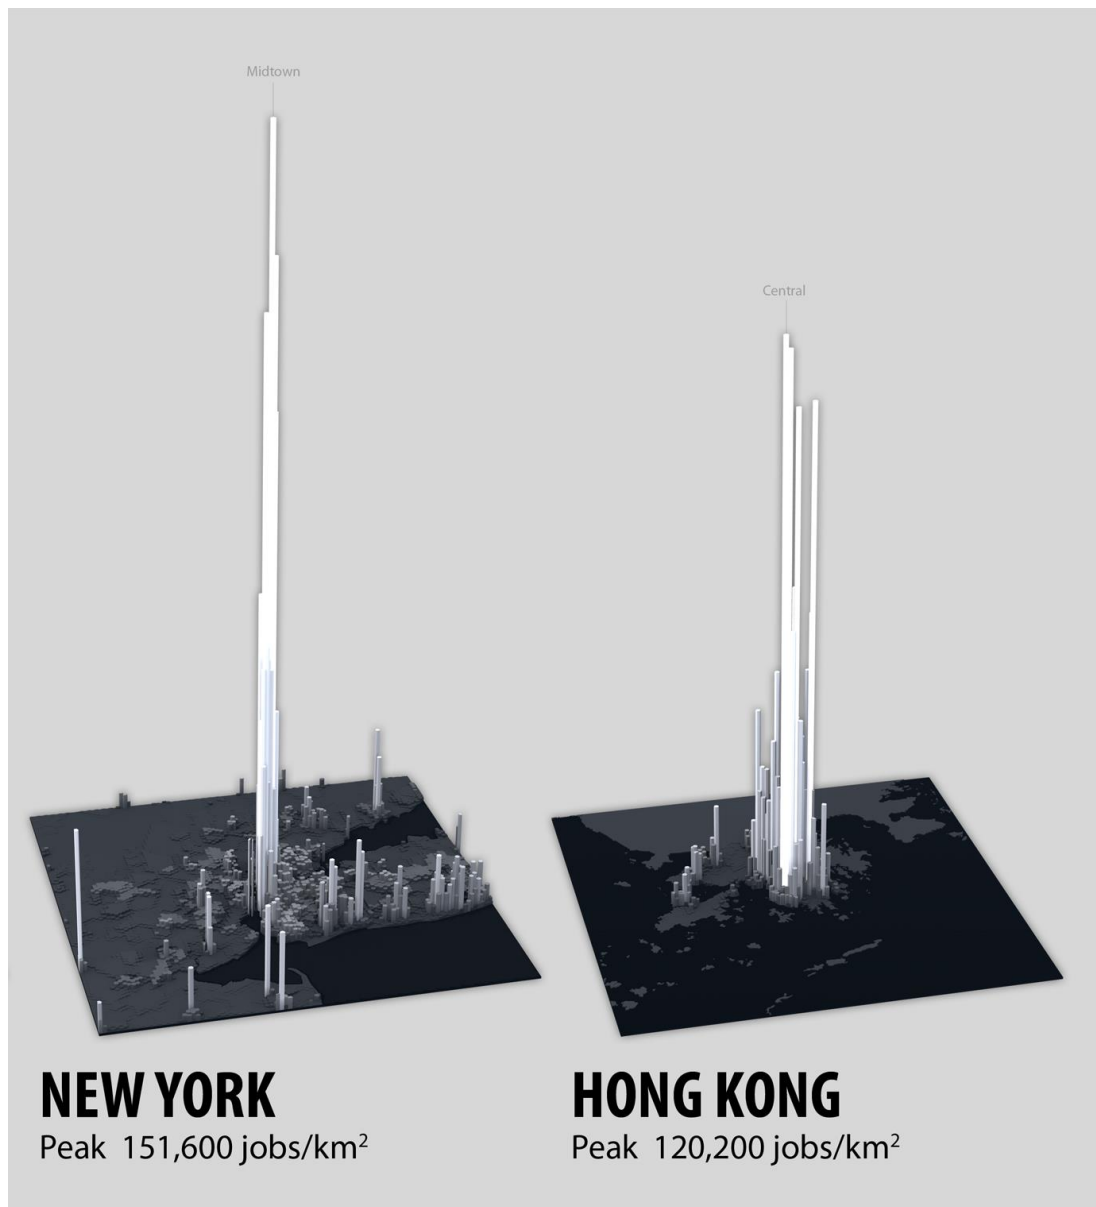 Midtown
Central
NEW YORK
Peak 151,600 jobs/km²
HONG KONG
Peak 120,200 jobs/km²